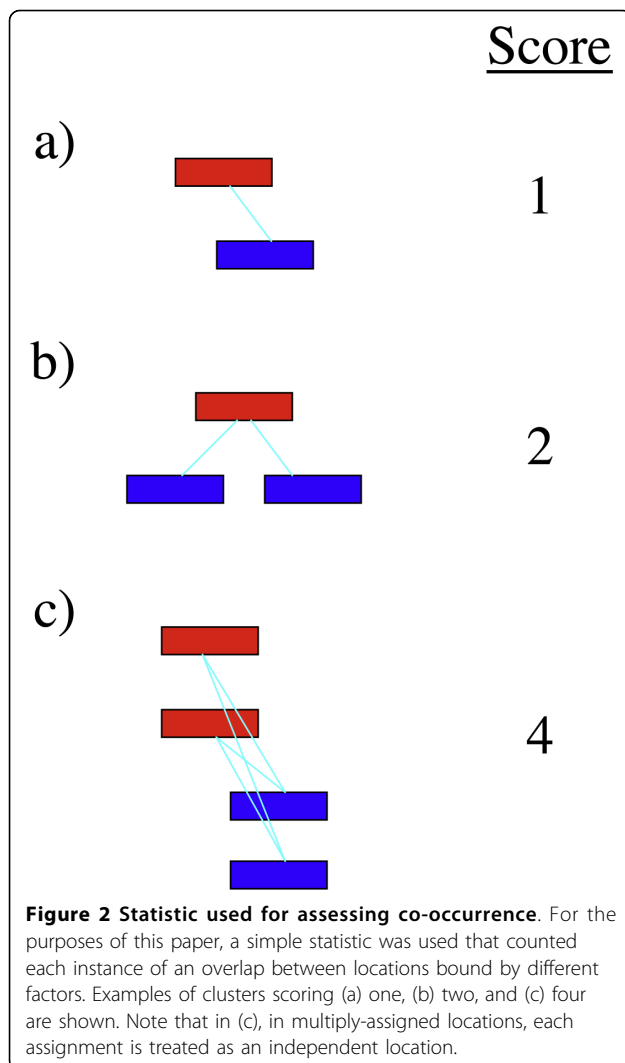 Score
a)
1
b)
2
c)
4
Figure 2 Statistic used for assessing co-occurrence. For the
purposes of this paper, a simple statistic was used that counted
each instance of an overlap between locations bound by different
factors. Examples of clusters scoring (a) one, (b) two, and (c) four
are shown. Note that in (c), in multiply-assigned locations, each
assignment is treated as an independent location.